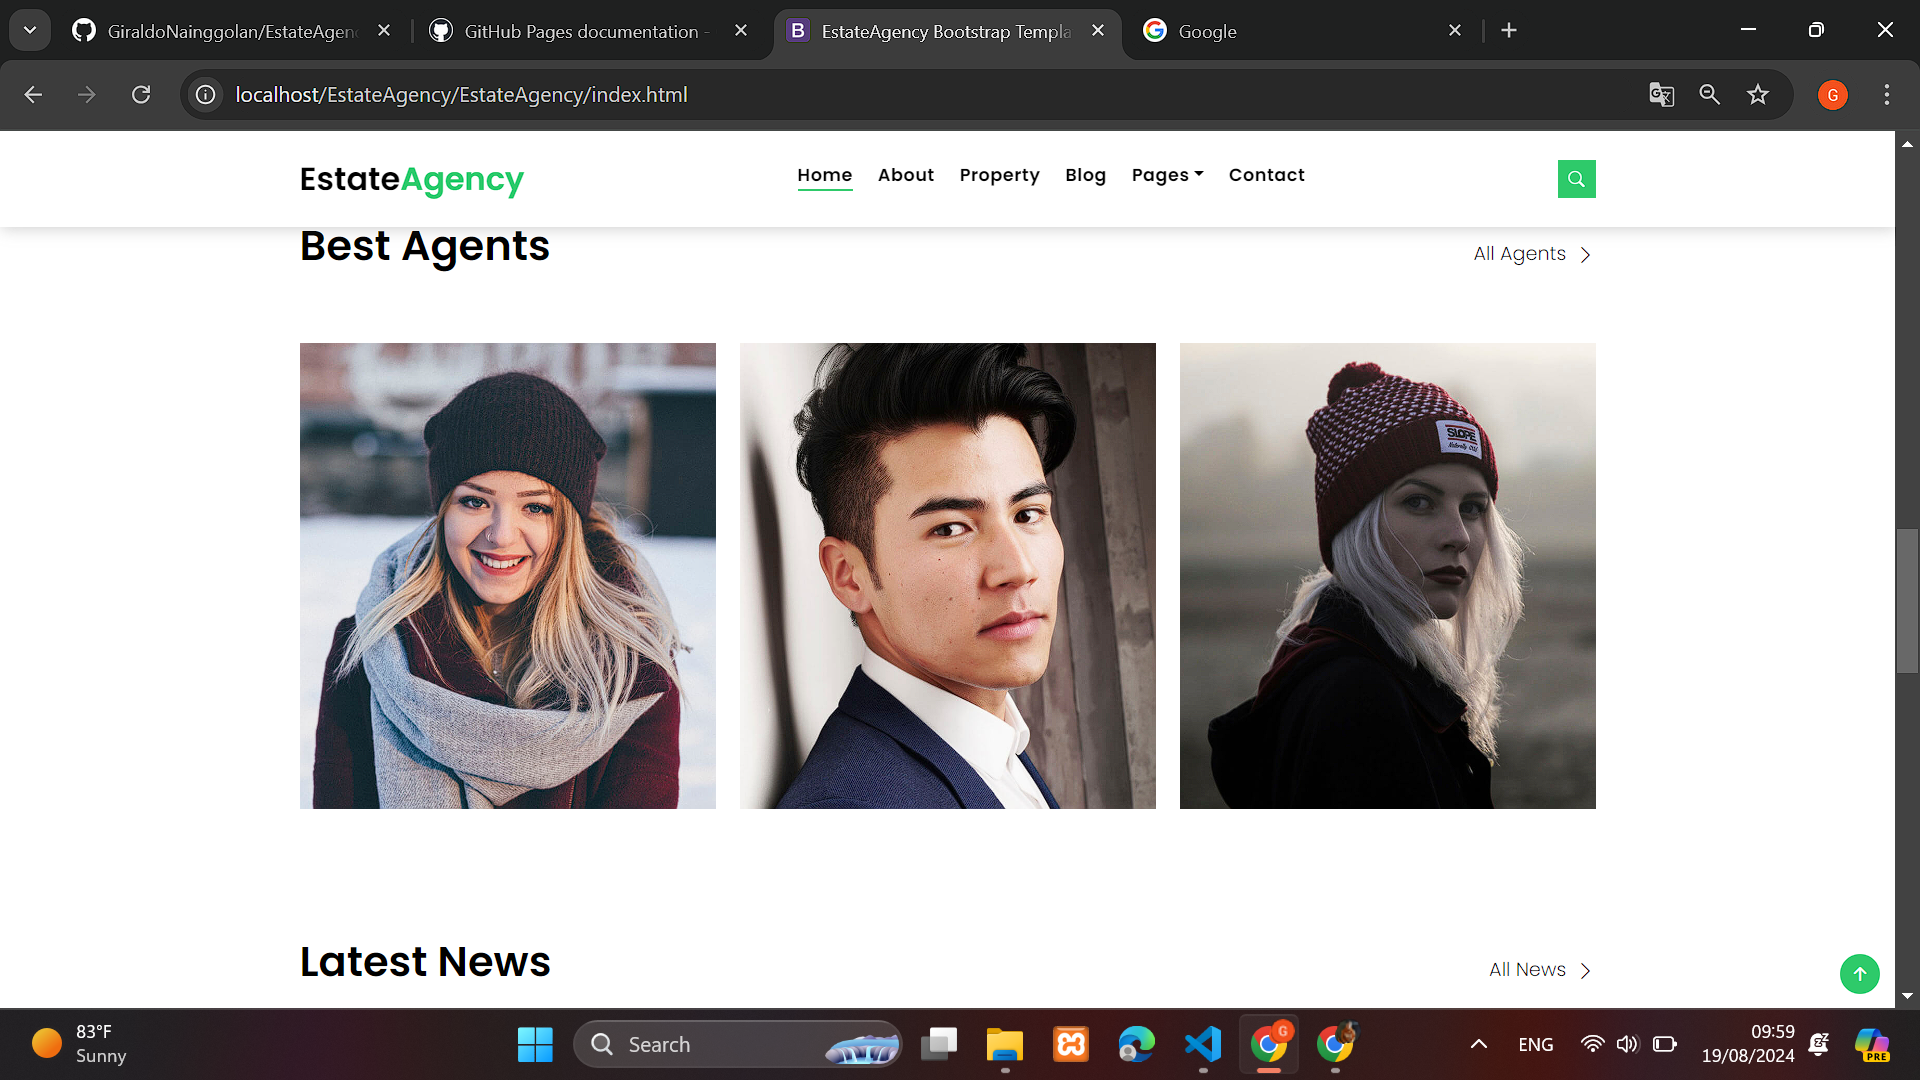 GiraldoNainggolan/EstateAgen
GitHub Pages documentation -
EstateAgency Bootstrap Templa
Google
localhost/EstateAgency/EstateAgency/index.html
G
EstateAgency
Home
About
Property
Blog
Pages
Contact
Best Agents
All Agents
SLOPE
Latest News
All News
83°F
Sunny
Search
G
ENG
09:59
19/08/2024
PRE